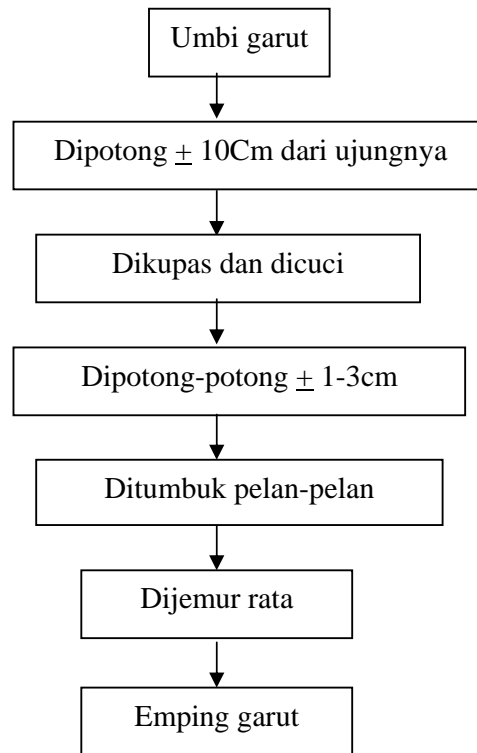 Umbi garut
Dipotong ± 10Cm dari ujungnya
Dikupas dan dicuci
Dipotong-potong ± 1-3cm
Ditumbuk pelan-pelan
Dijemur rata
Emping garut